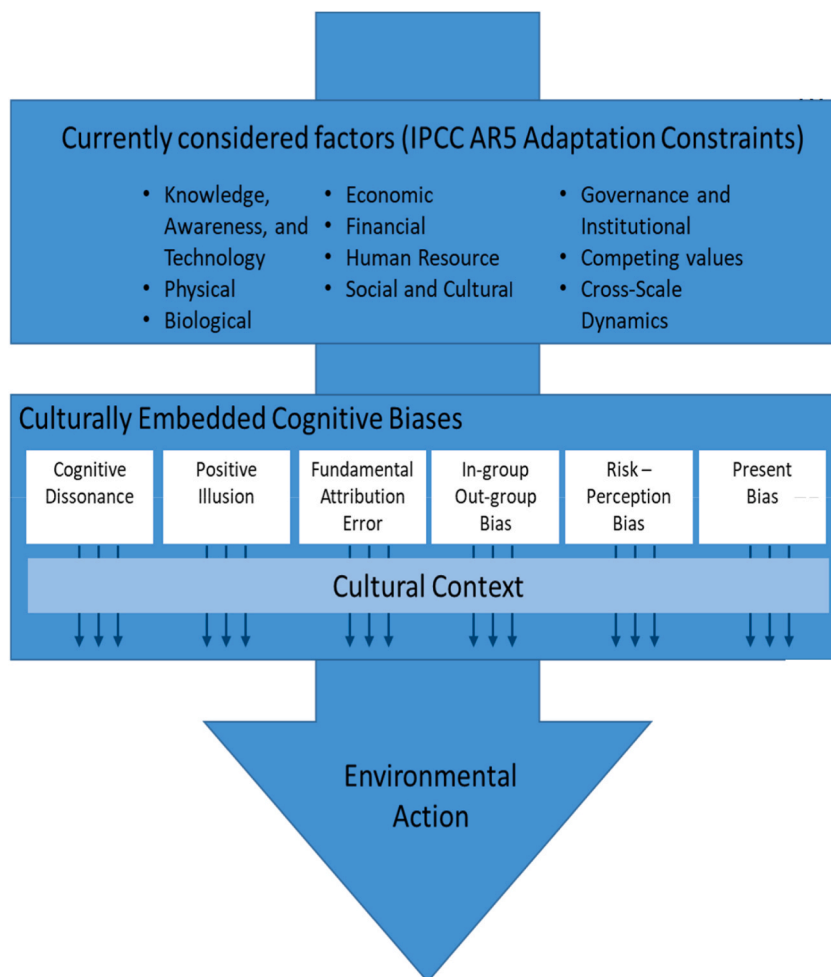 Currently considered factors (IPCC AR5 Adaptation Constraints)
• Knowledge,
Awareness, and
Technology
• Physical
• Biological
• Economic
• Financial
• Human Resource
• Social and Cultural
• Governance and
Institutional
• Competing values
• Cross-Scale
Dynamics
Culturally Embedded Cognitive Biases
Cognitive
Dissonance
Positive
Illusion
Fundamental
Attribution
Error
In-group
Out-group
Bias
Risk –
Perception
Bias
Present
Bias
Cultural Context
Environmental
Action